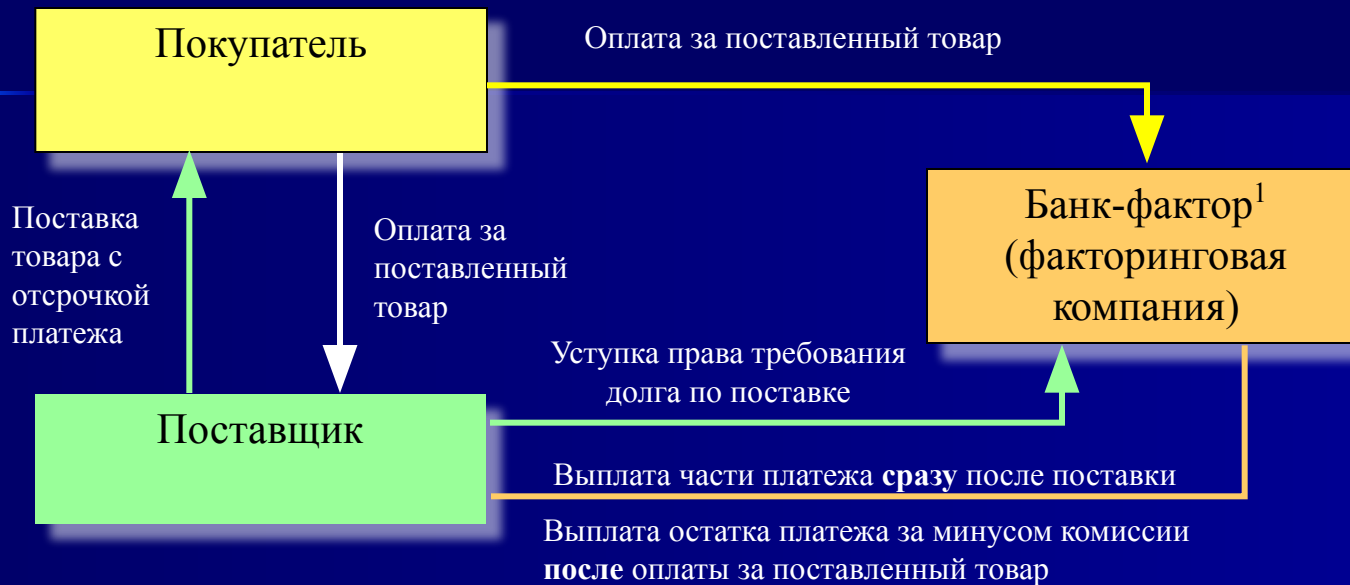 Покупатель
Оплата за поставленный товар
Банк-фактор¹
(факторинговая
компания)
Поставка
товара с
отсрочкой
платежа
Оплата за
поставленный
товар
Уступка права требования
долга по поставке
Поставщик
Выплата части платежа сразу после поставки
Выплата остатка платежа за минусом комиссии
после оплаты за поставленный товар